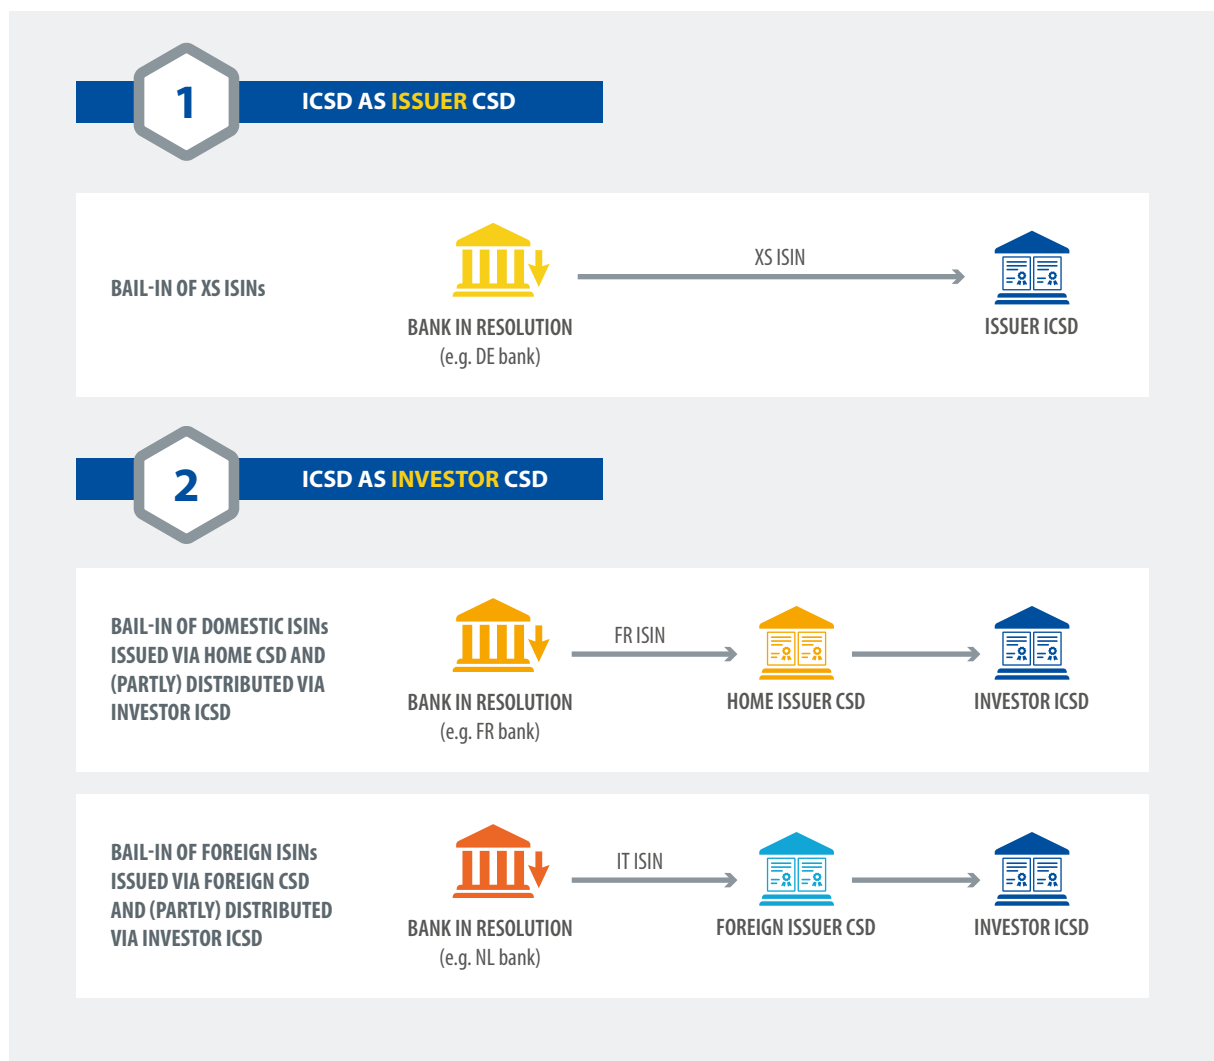 1
ICSD AS ISSUER CSD
BAIL-IN OF XS ISINs
BANK IN RESOLUTION
(e.g. DE bank)
XS ISIN
ISSUER ICSD
2
ICSD AS INVESTOR CSD
BAIL-IN OF DOMESTIC ISINs
ISSUED VIA HOME CSD AND
(PARTLY) DISTRIBUTED VIA
INVESTOR ICSD
BANK IN RESOLUTION
(e.g. FR bank)
FR ISIN
HOME ISSUER CSD
INVESTOR ICSD
BAIL-IN OF FOREIGN ISINs
ISSUED VIA FOREIGN CSD
AND (PARTLY) DISTRIBUTED
VIA INVESTOR ICSD
BANK IN RESOLUTION
(e.g. NL bank)
IT ISIN
FOREIGN ISSUER CSD
INVESTOR ICSD